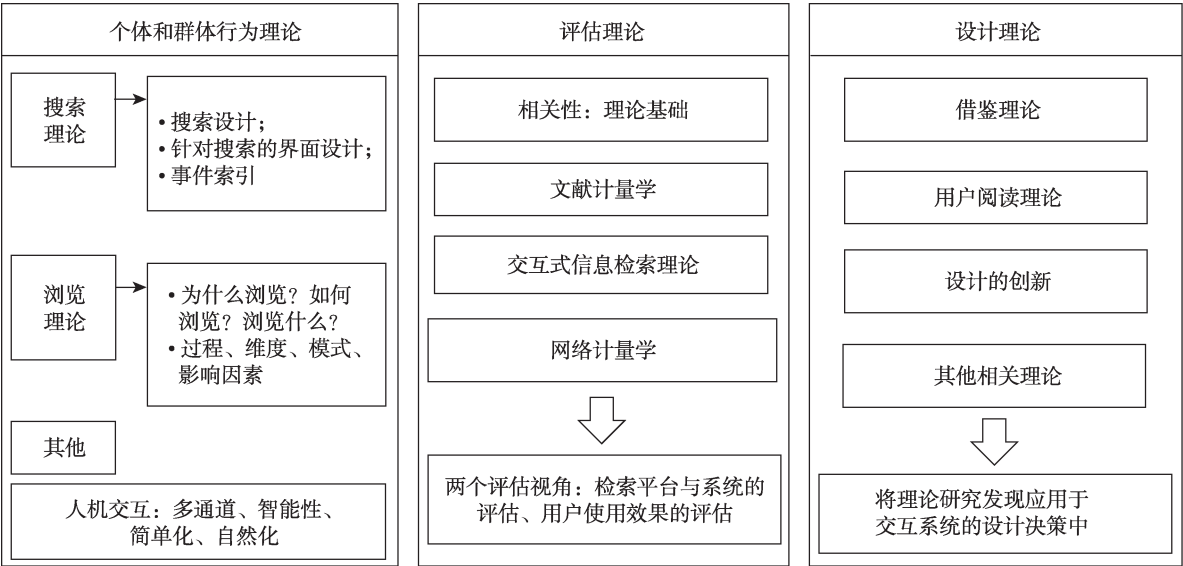 个体和群体行为理论
搜索
理论
• 搜索设计；
• 针对搜索的界面设计；
• 事件索引
浏览
理论
• 为什么浏览？如何
浏览？浏览什么？
• 过程、维度、模式、
影响因素
其他
人机交互：多通道、智能性、
简单化、自然化
评估理论
相关性：理论基础
文献计量学
交互式信息检索理论
网络计量学
两个评估视角：检索平台与系统的
评估、用户使用效果的评估
设计理论
借鉴理论
用户阅读理论
设计的创新
其他相关理论
将理论研究发现应用于
交互系统的设计决策中